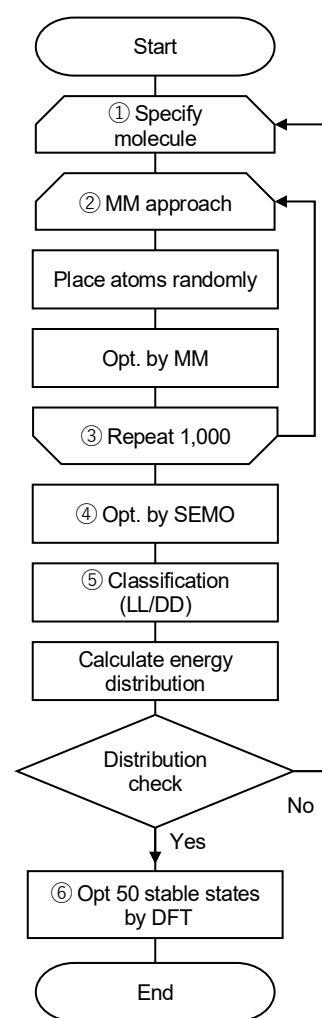 Start
① Specify
molecule
② MM approach
Place atoms randomly
Opt. by MM
③ Repeat 1,000
④ Opt. by SEMO
⑤ Classification
(LL/DD)
Calculate energy
distribution
Distribution
check
No
Yes
⑥ Opt 50 stable states
by DFT
End